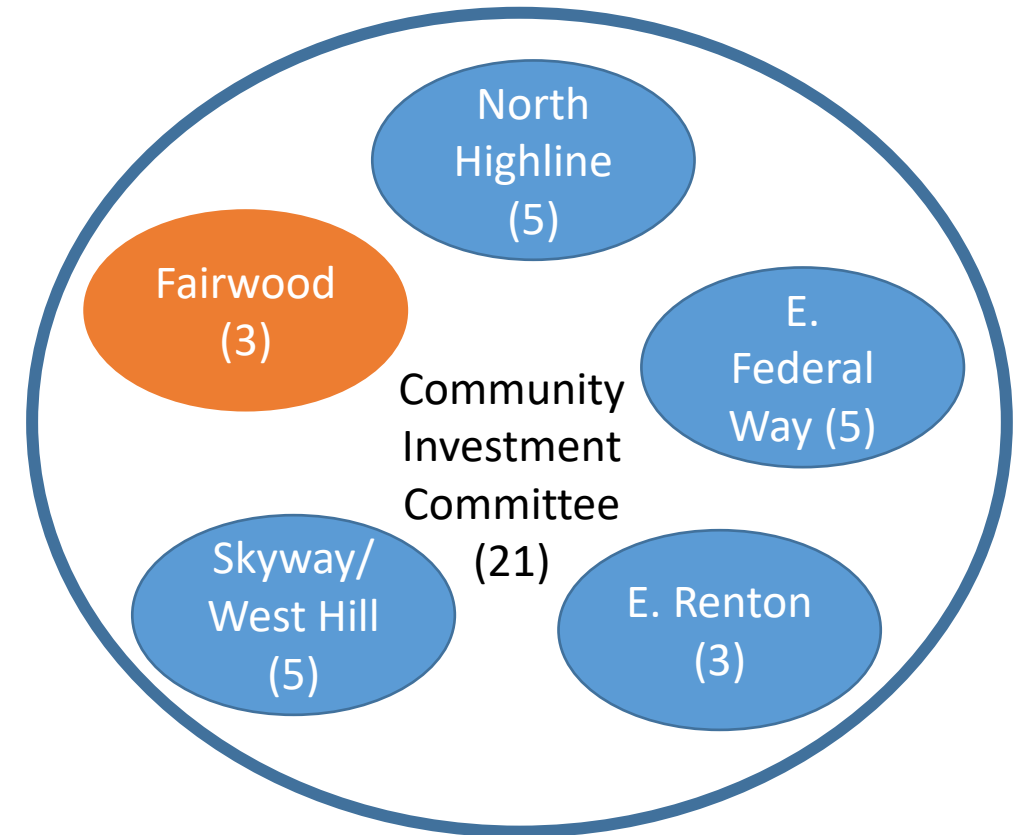 North
Highline
(5)
Fairwood
(3)
E.
Federal
Way (5)
Community
Investment
Committee
(21)
Skyway/
West Hill
(5)
E. Renton
(3)